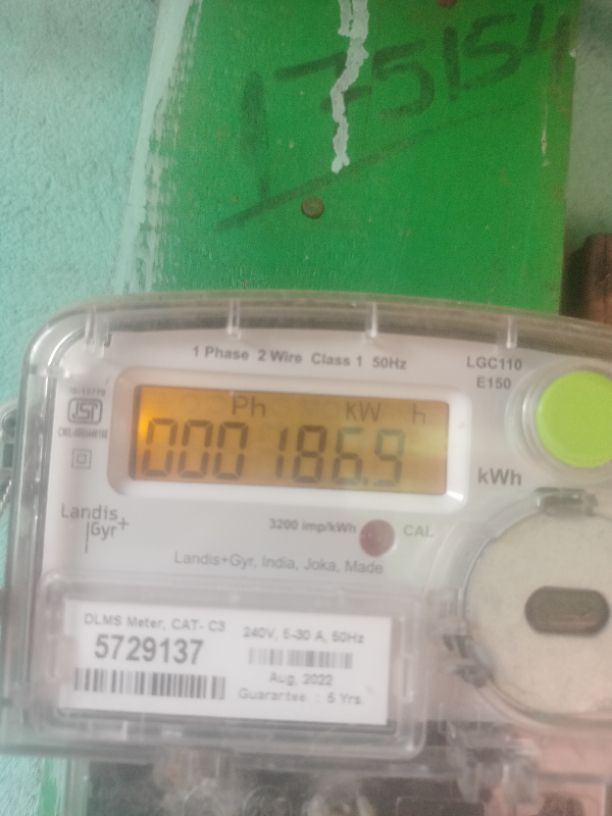 175154
1 Phase 2 Wire Class 1 50Hz
LGC110
E150
Ph kW h
000186.9
kWh
Landis
Gyr+
3200 imp/kWh
CAL
Landis+Gyr, India, Joka, Made
DLMS Meter, CAT- C3
5729137
240V, 5-30 A, 50Hz
Aug, 2022
Guarantee : 5 Yrs